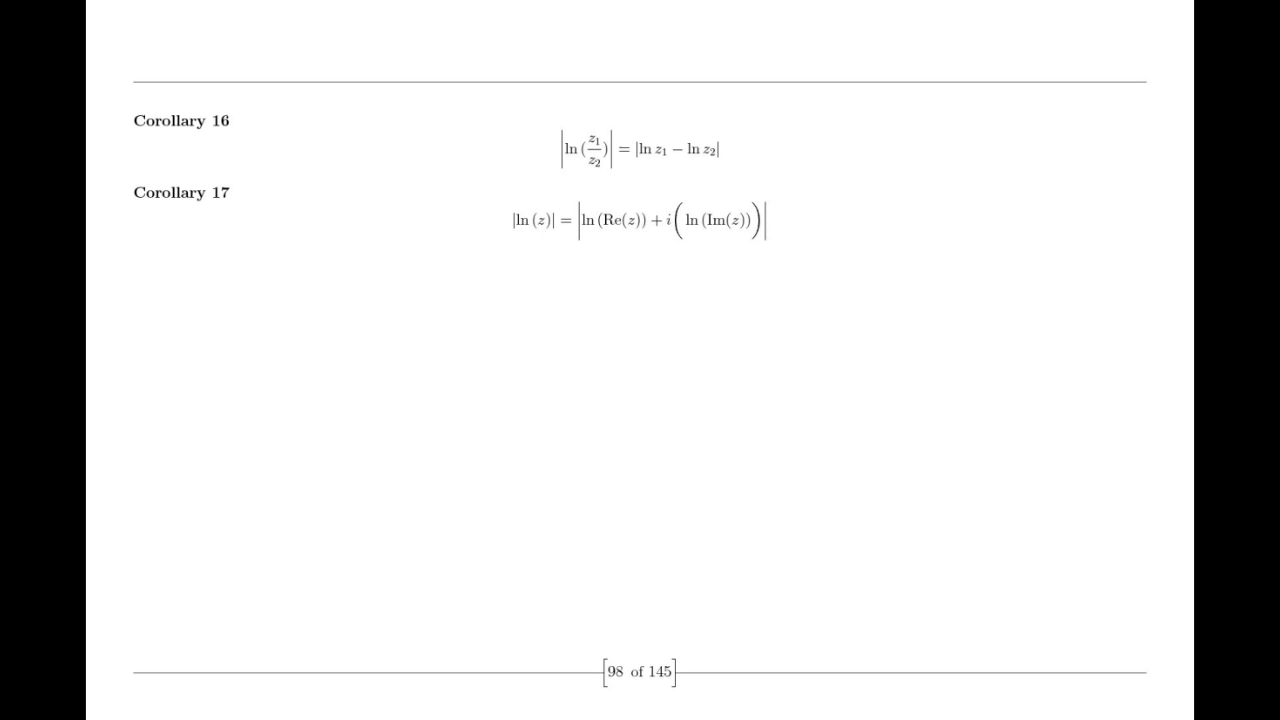 Corollary 16
|ln (z₁/z₂)| = |ln z₁ − ln z₂|
Corollary 17
|ln (z)| = |ln (Re(z)) + i( ln (Im(z)))|
[98 of 145]